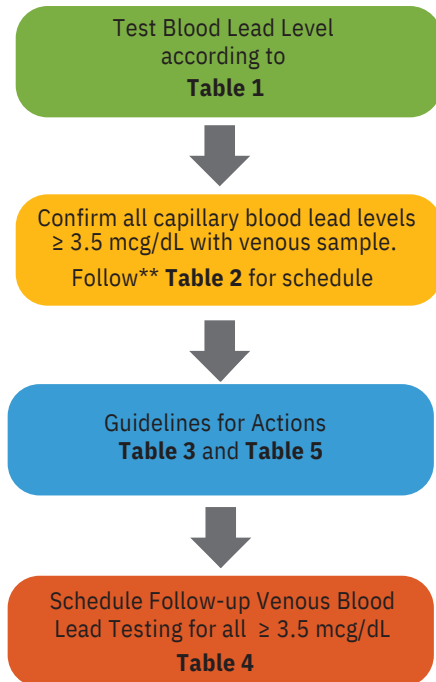 Test Blood Lead Level
according to
Table 1
Confirm all capillary blood lead levels
≥ 3.5 mcg/dL with venous sample.
Follow** Table 2 for schedule
Guidelines for Actions
Table 3 and Table 5
Schedule Follow-up Venous Blood
Lead Testing for all ≥ 3.5 mcg/dL
Table 4